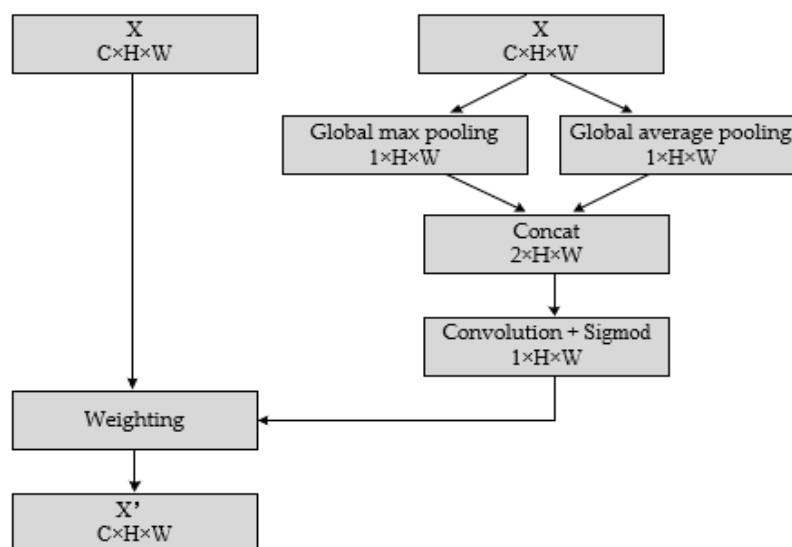 X
C×H×W
X
C×H×W
Global max pooling
1×H×W
Global average pooling
1×H×W
Concat
2×H×W
Convolution + Sigmod
1×H×W
Weighting
X’
C×H×W